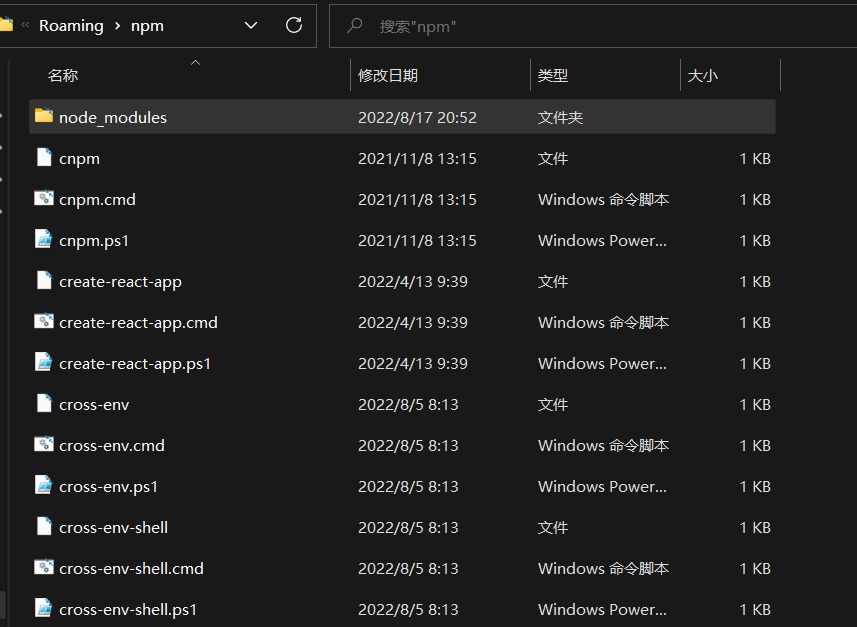 « Roaming › npm 搜索"npm"
名称 修改日期 类型 大小
node_modules 2022/8/17 20:52 文件夹
cnpm 2021/11/8 13:15 文件 1 KB
cnpm.cmd 2021/11/8 13:15 Windows 命令脚本 1 KB
cnpm.ps1 2021/11/8 13:15 Windows Power... 1 KB
create-react-app 2022/4/13 9:39 文件 1 KB
create-react-app.cmd 2022/4/13 9:39 Windows 命令脚本 1 KB
create-react-app.ps1 2022/4/13 9:39 Windows Power... 1 KB
cross-env 2022/8/5 8:13 文件 1 KB
cross-env.cmd 2022/8/5 8:13 Windows 命令脚本 1 KB
cross-env.ps1 2022/8/5 8:13 Windows Power... 1 KB
cross-env-shell 2022/8/5 8:13 文件 1 KB
cross-env-shell.cmd 2022/8/5 8:13 Windows 命令脚本 1 KB
cross-env-shell.ps1 2022/8/5 8:13 Windows Power... 1 KB